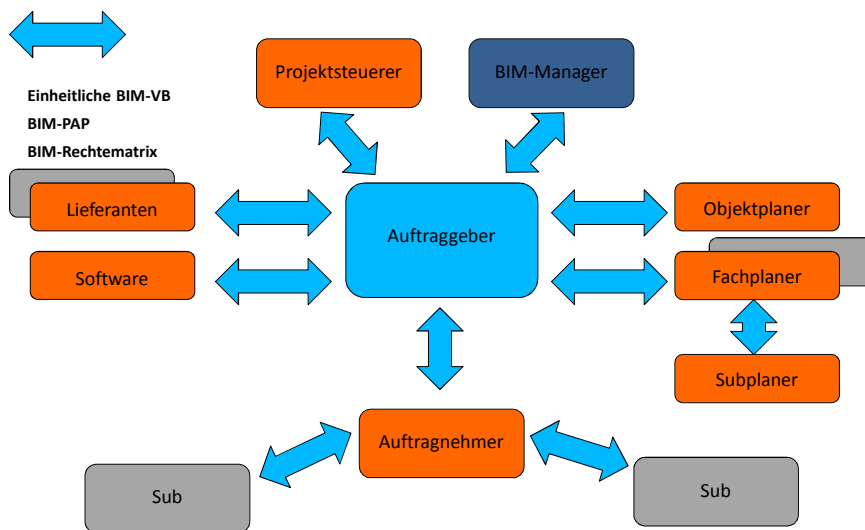 Projektsteuerer
BIM-Manager
Einheitliche BIM-VB
BIM-PAP
BIM-Rechtematrix
Lieferanten
Auftraggeber
Objektplaner
Software
Fachplaner
Subplaner
Auftragnehmer
Sub
Sub